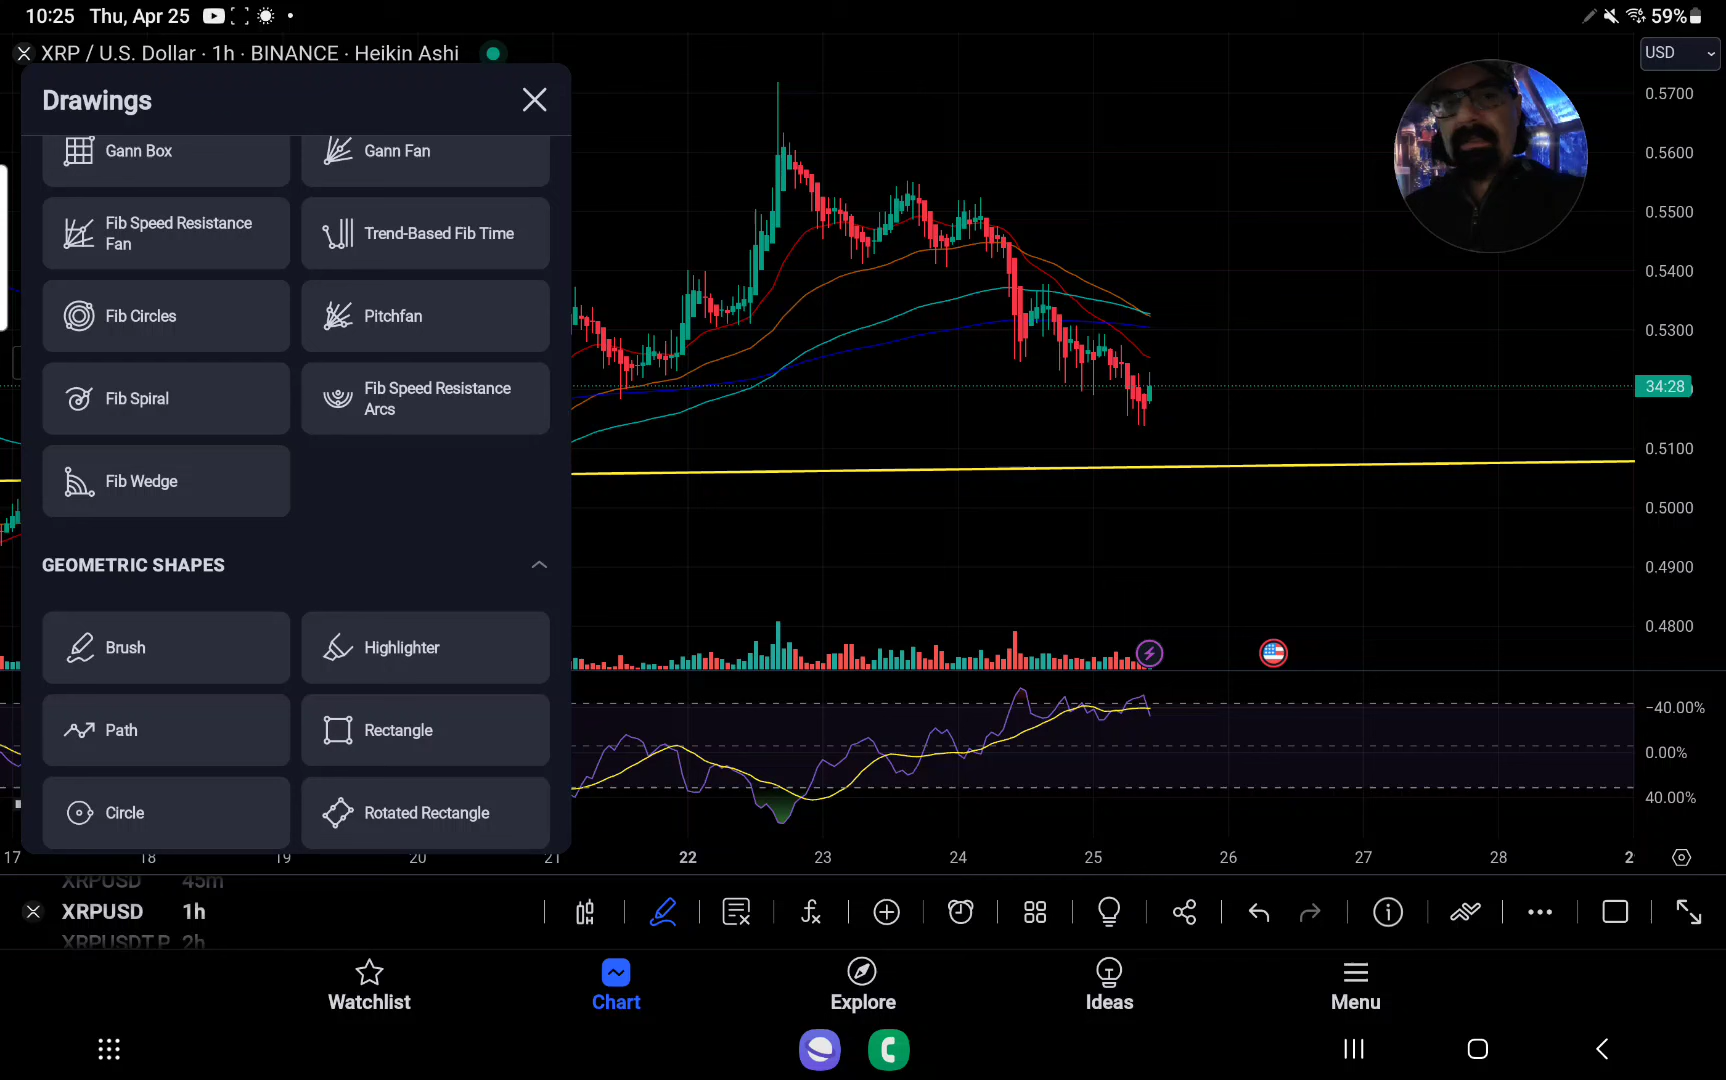 10:25 Thu, Apr 25
59%
XRP / U.S. Dollar · 1h · BINANCE · Heikin Ashi
USD
Drawings
Gann Box
Gann Fan
Fib Speed Resistance
Fan
Trend-Based Fib Time
Fib Circles
Pitchfan
Fib Spiral
Fib Speed Resistance
Arcs
Fib Wedge
GEOMETRIC SHAPES
Brush
Highlighter
Path
Rectangle
Circle
Rotated Rectangle
0.5700
0.5600
0.5500
0.5400
0.5300
34:28
0.5100
0.5000
0.4900
0.4800
−40.00%
0.00%
40.00%
17 18 19 20 21 22 23 24 25 26 27 28 2
XRPUSD 45m
XRPUSD 1h
XRPUSDT.P 2h
Watchlist
Chart
Explore
Ideas
Menu